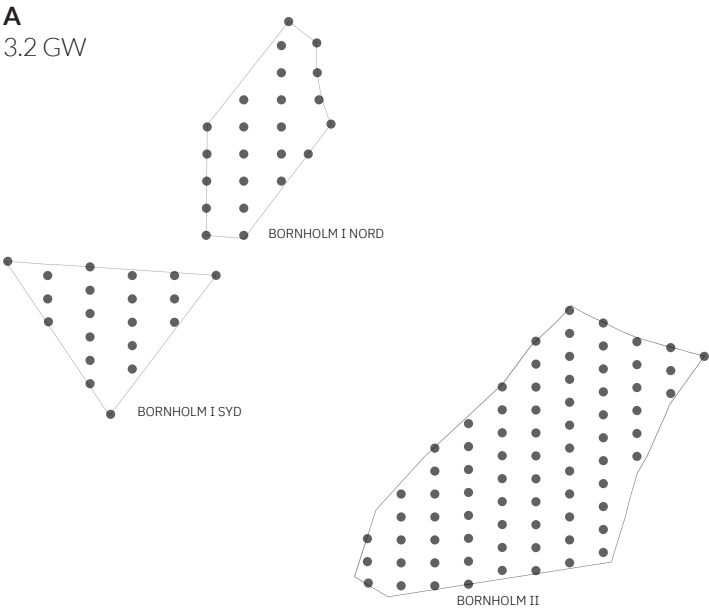 A
3.2 GW
BORNHOLM I NORD
BORNHOLM I SYD
BORNHOLM II